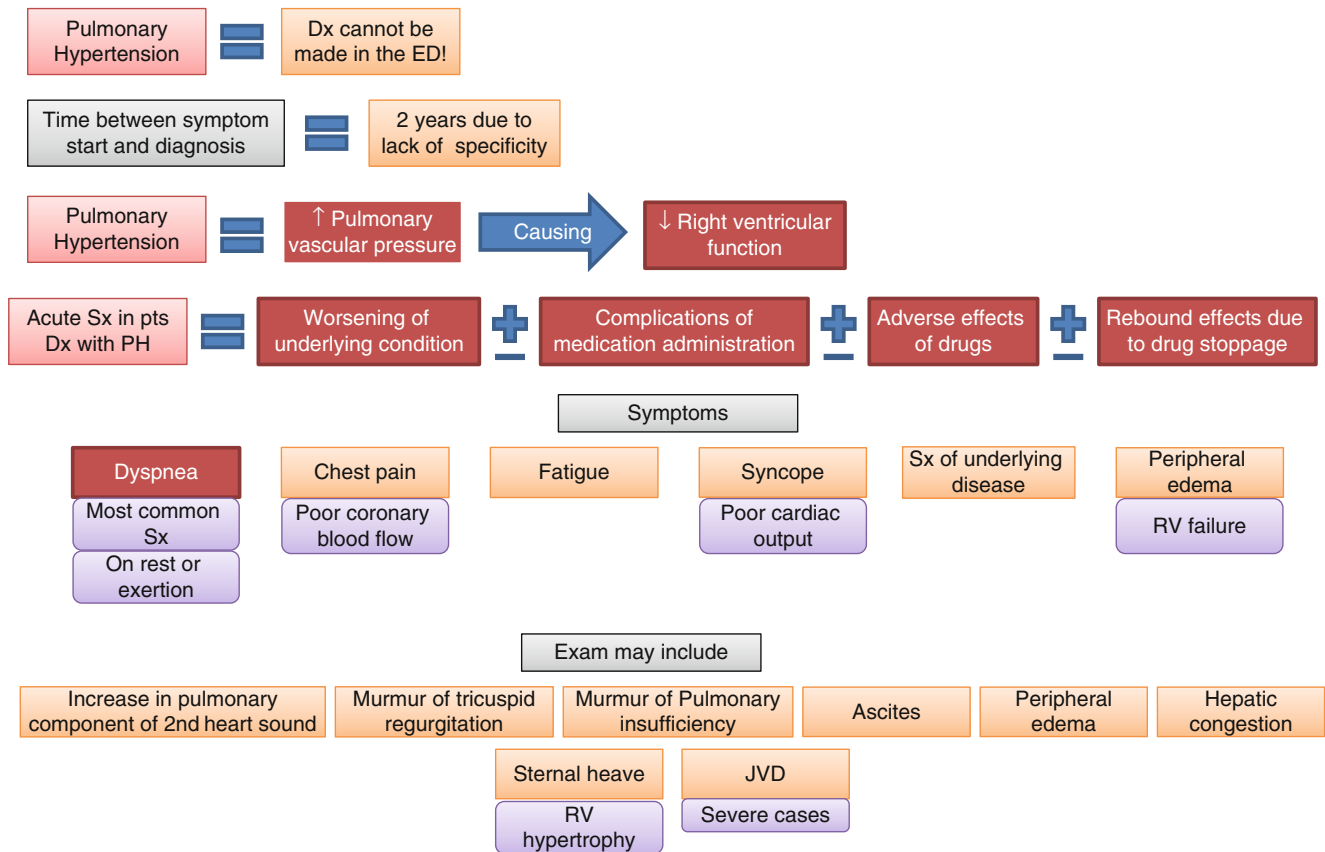 Pulmonary
Hypertension
Dx cannot be
made in the ED!
Time between symptom
start and diagnosis
2 years due to
lack of specificity
Pulmonary
Hypertension
↑ Pulmonary
vascular pressure
Causing
↓ Right ventricular
function
Acute Sx in pts
Dx with PH
Worsening of
underlying condition
Complications of
medication administration
Adverse effects
of drugs
Rebound effects due
to drug stoppage
Symptoms
Dyspnea
Most common
Sx
On rest or
exertion
Chest pain
Poor coronary
blood flow
Fatigue
Syncope
Poor cardiac
output
Sx of underlying
disease
Peripheral
edema
RV failure
Exam may include
Increase in pulmonary
component of 2nd heart sound
Murmur of tricuspid
regurgitation
Murmur of Pulmonary
insufficiency
Ascites
Peripheral
edema
Hepatic
congestion
Sternal heave
RV
hypertrophy
JVD
Severe cases